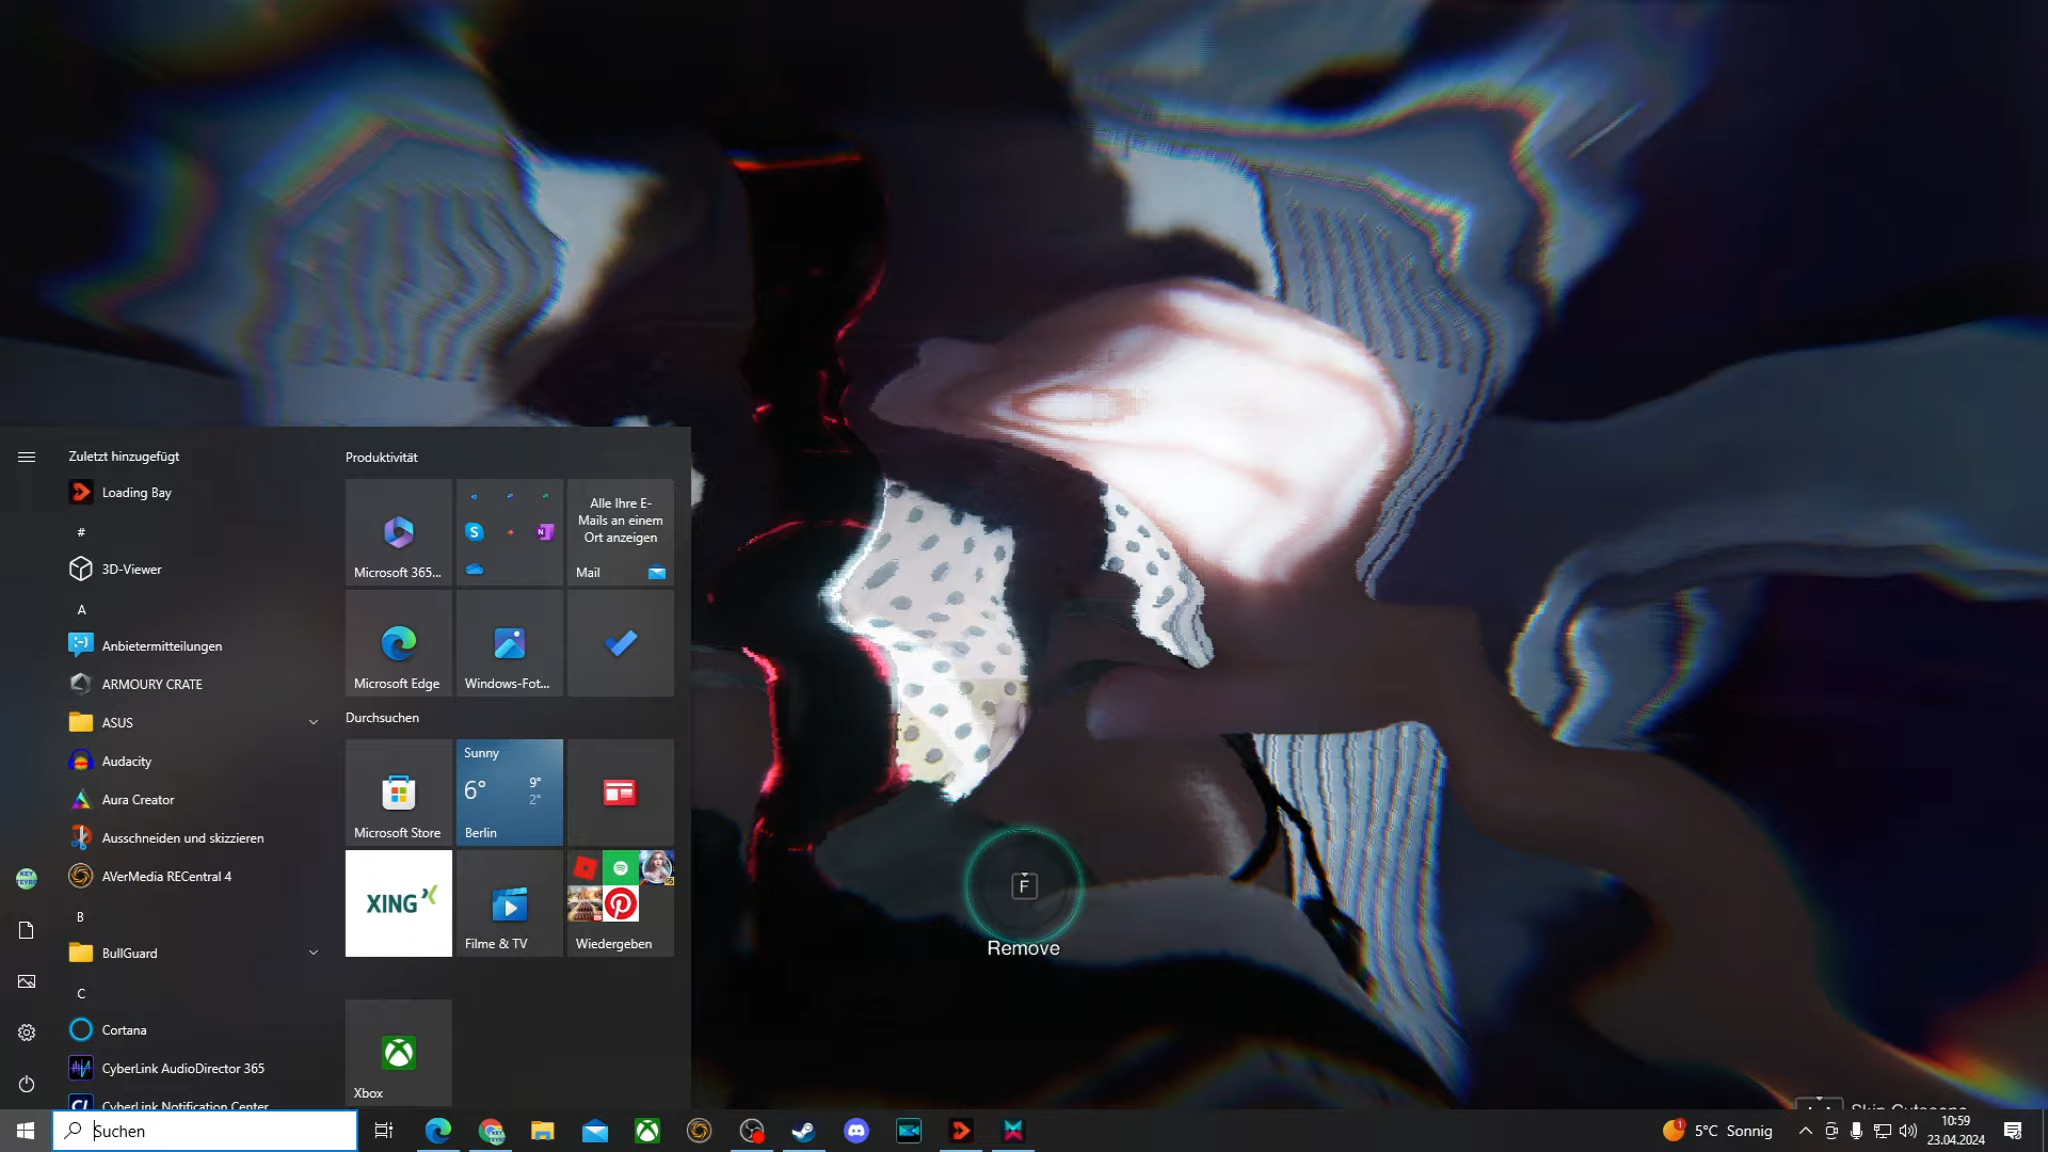 Zuletzt hinzugefügt
Loading Bay
#
3D-Viewer
A
Anbietermitteilungen
ARMOURY CRATE
ASUS
Audacity
Aura Creator
Ausschneiden und skizzieren
AVerMedia RECentral 4
B
BullGuard
C
Cortana
CyberLink AudioDirector 365
CyberLink Notification Center
Produktivität
Microsoft 365...
Alle Ihre E-
Mails an einem
Ort anzeigen
Mail
Microsoft Edge
Windows-Fot...
Durchsuchen
Microsoft Store
Sunny
6°
9°
2°
Berlin
XING
Filme & TV
Wiedergeben
Xbox
F
Remove
Skip Cutscene
Suchen
1
5°C Sonnig
10:59
23.04.2024